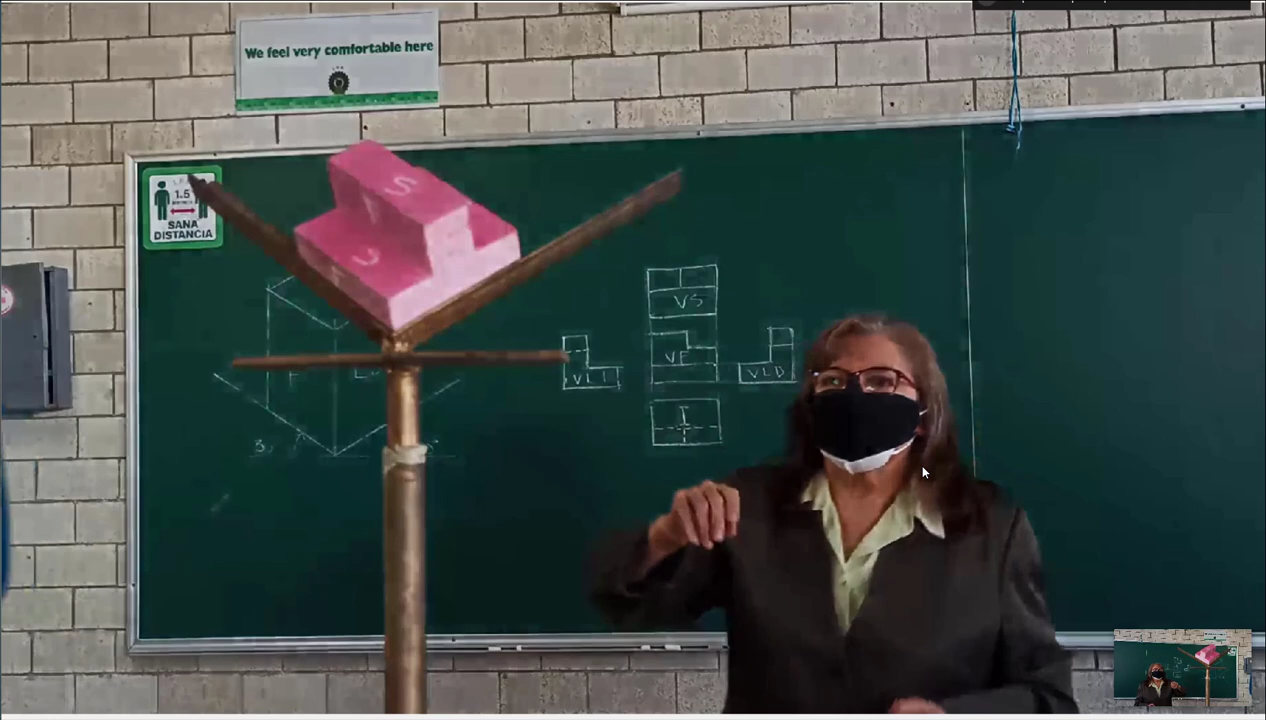 We feel very comfortable here
1.5
SANA
DISTANCIA
S
VS
VF
VLI
VLD